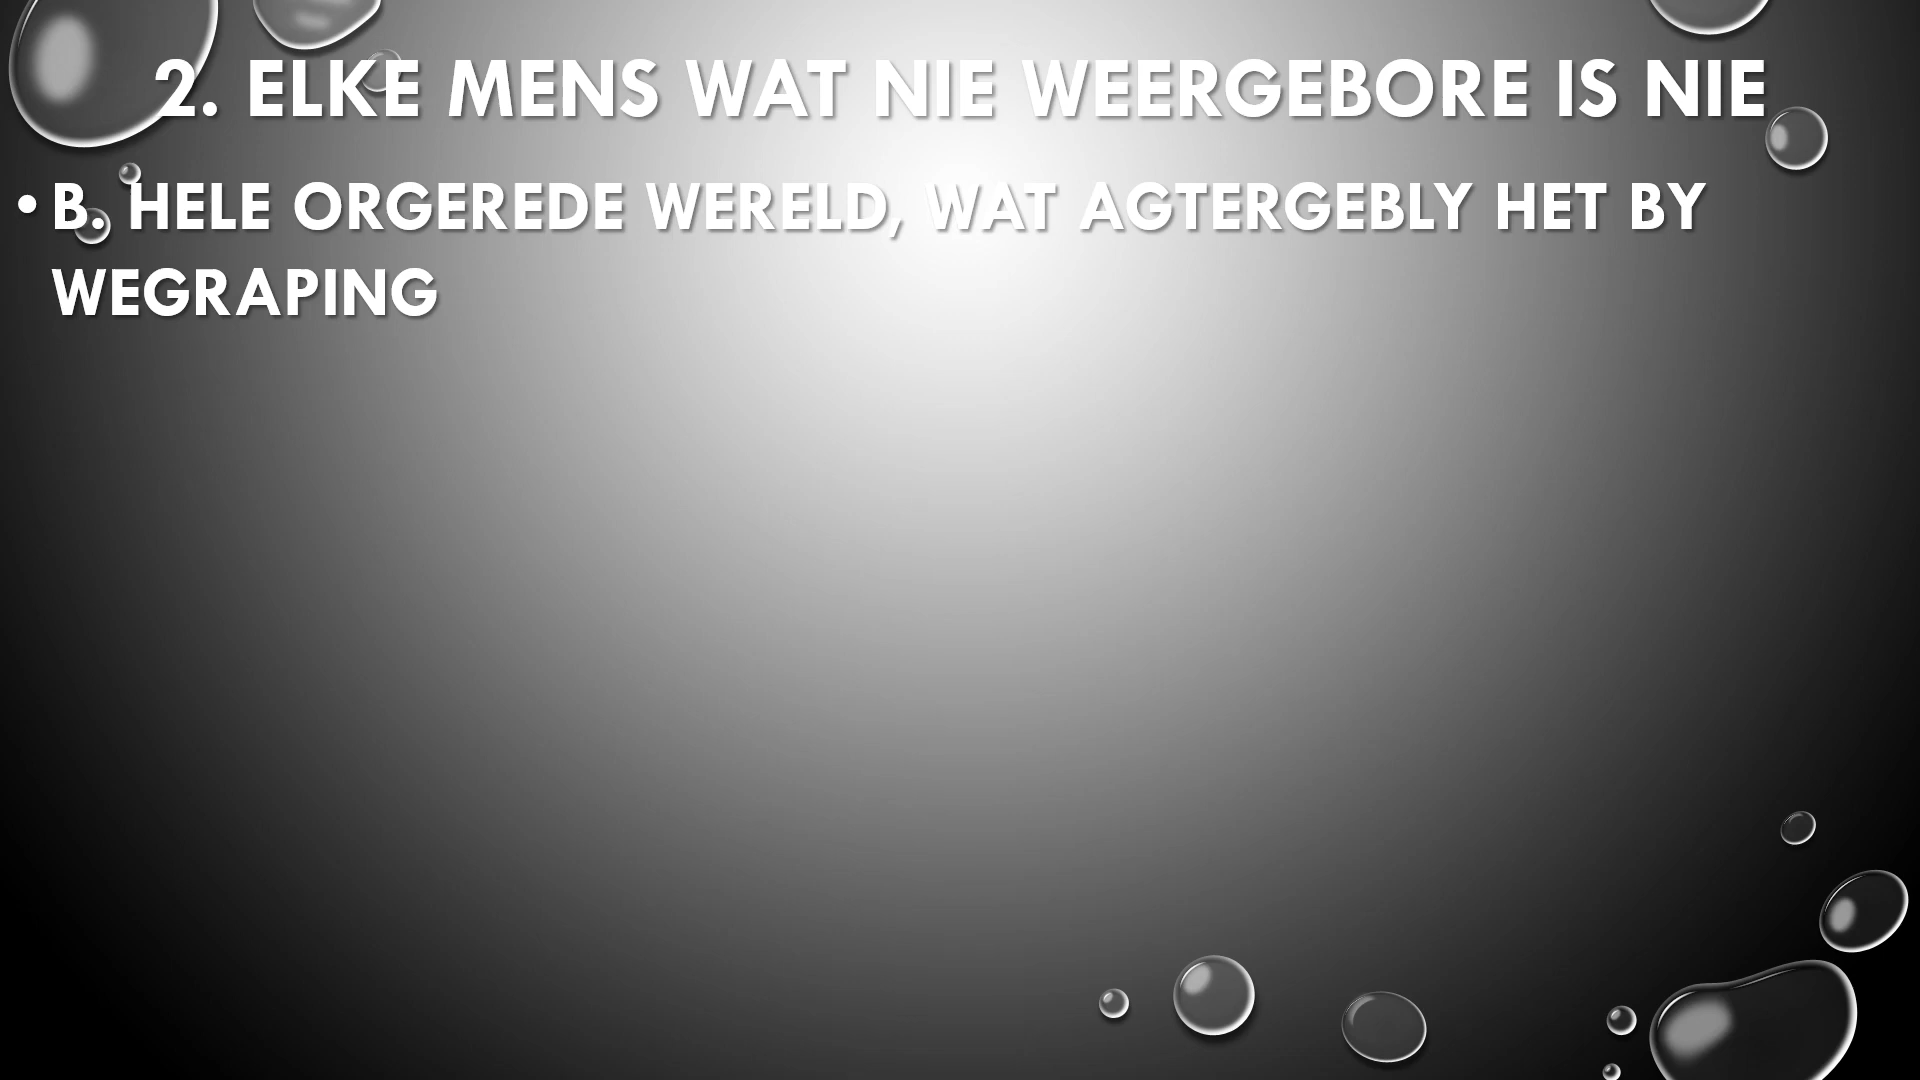 2. ELKE MENS WAT NIE WEERGEBORE IS NIE
• B. HELE ORGEREDE WERELD, WAT AGTERGEBLY HET BY
WEGRAPING